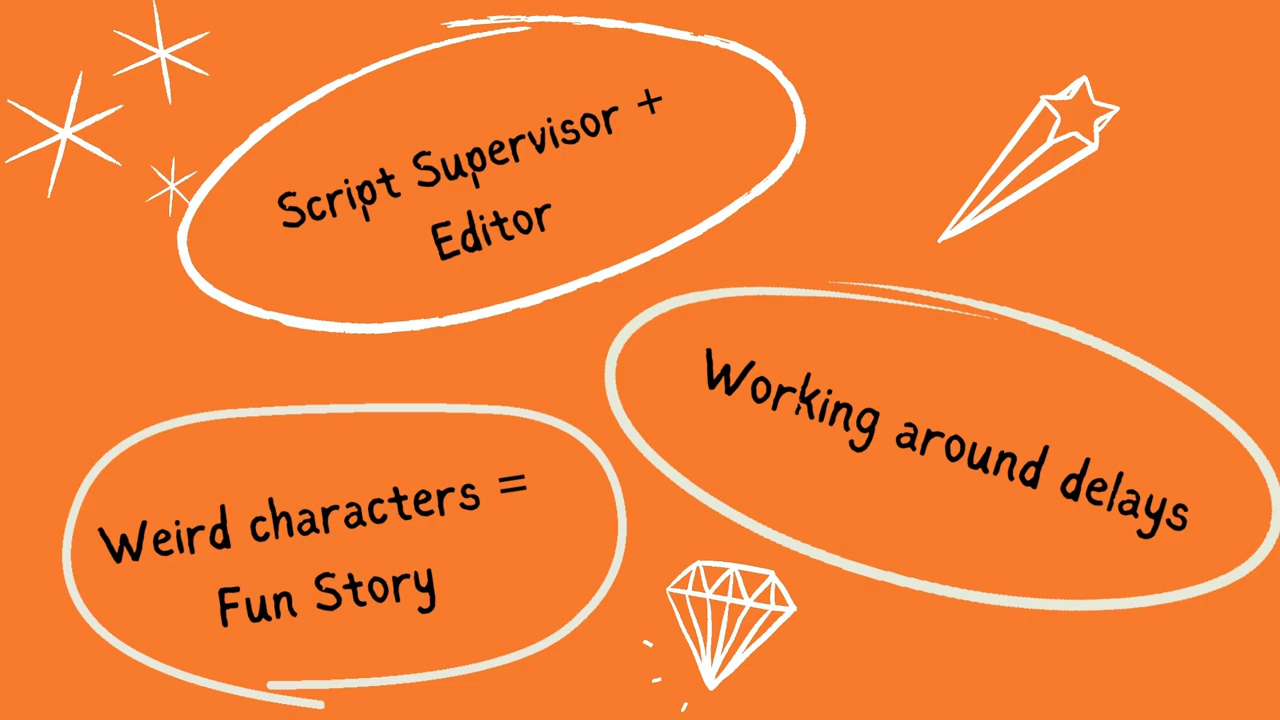 Script Supervisor +
Editor
Working around delays
Weird characters =
Fun Story